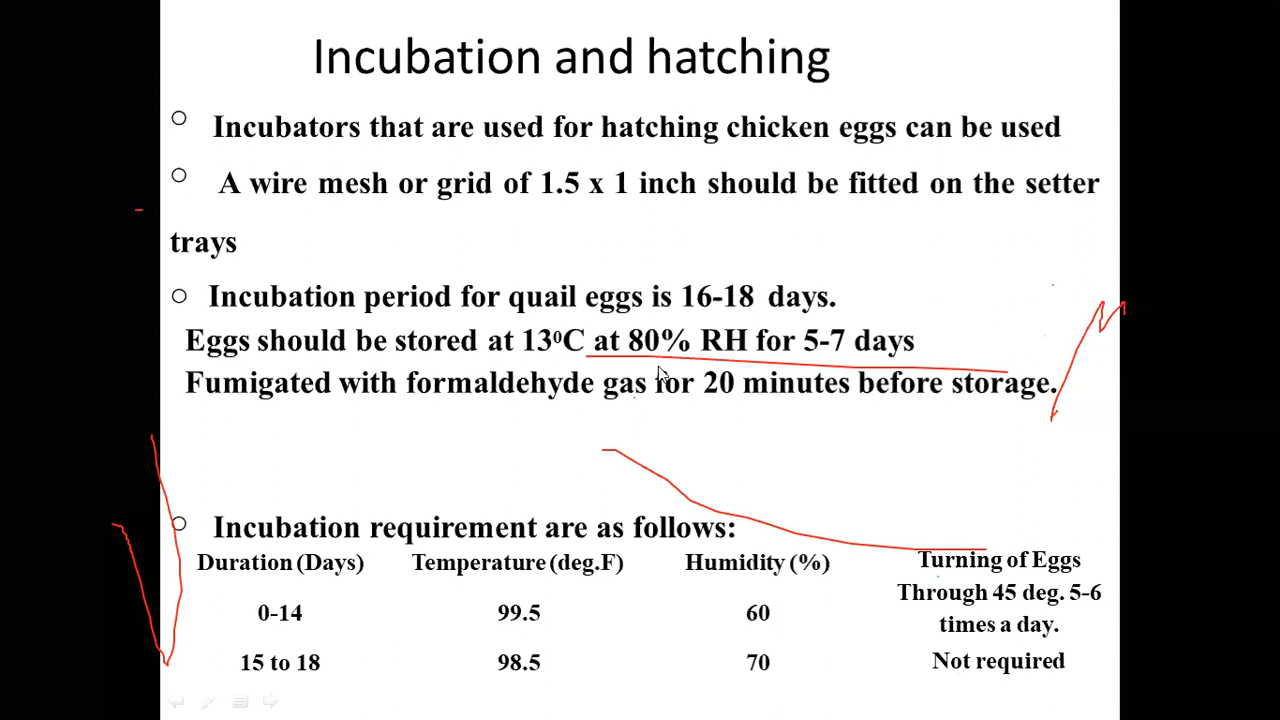 Incubation and hatching
○ Incubators that are used for hatching chicken eggs can be used
○ A wire mesh or grid of 1.5 x 1 inch should be fitted on the setter
trays
○ Incubation period for quail eggs is 16-18 days.
Eggs should be stored at 13⁰C at 80% RH for 5-7 days
Fumigated with formaldehyde gas for 20 minutes before storage.
○ Incubation requirement are as follows:
Duration (Days) Temperature (deg.F) Humidity (%) Turning of Eggs
0-14 99.5 60 Through 45 deg. 5-6
times a day.
15 to 18 98.5 70 Not required